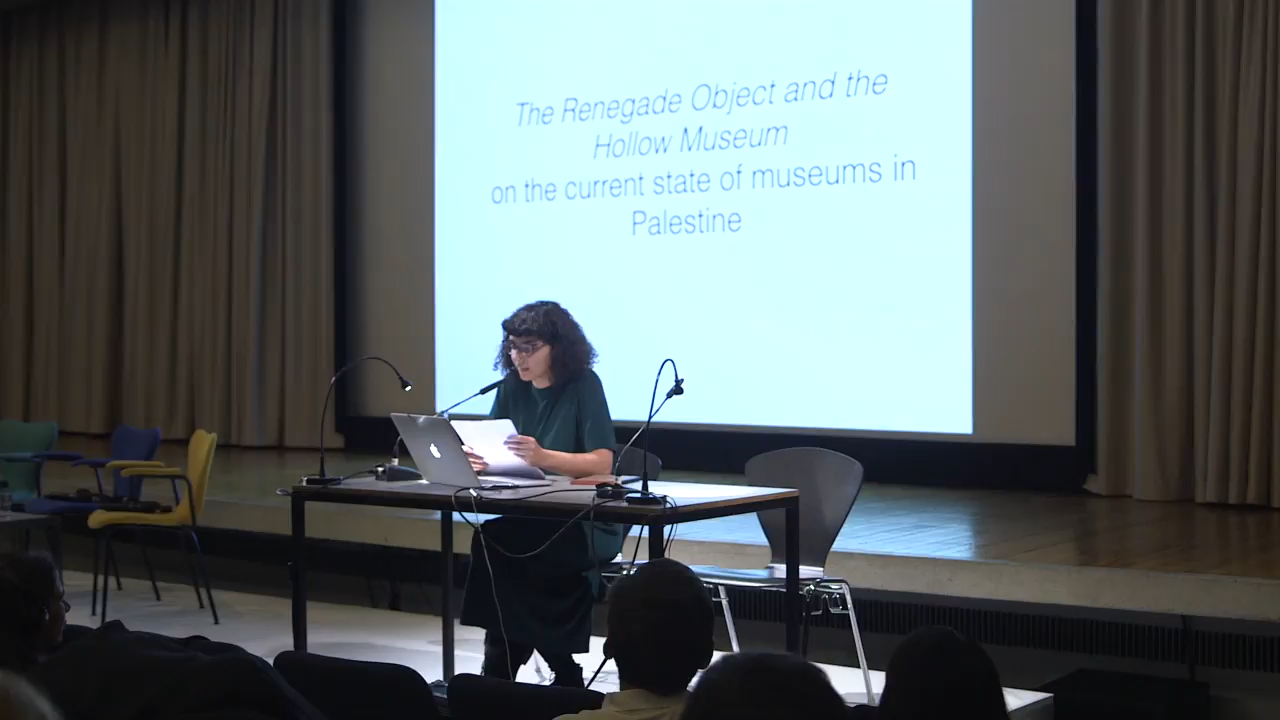 The Renegade Object and the
Hollow Museum
on the current state of museums in
Palestine